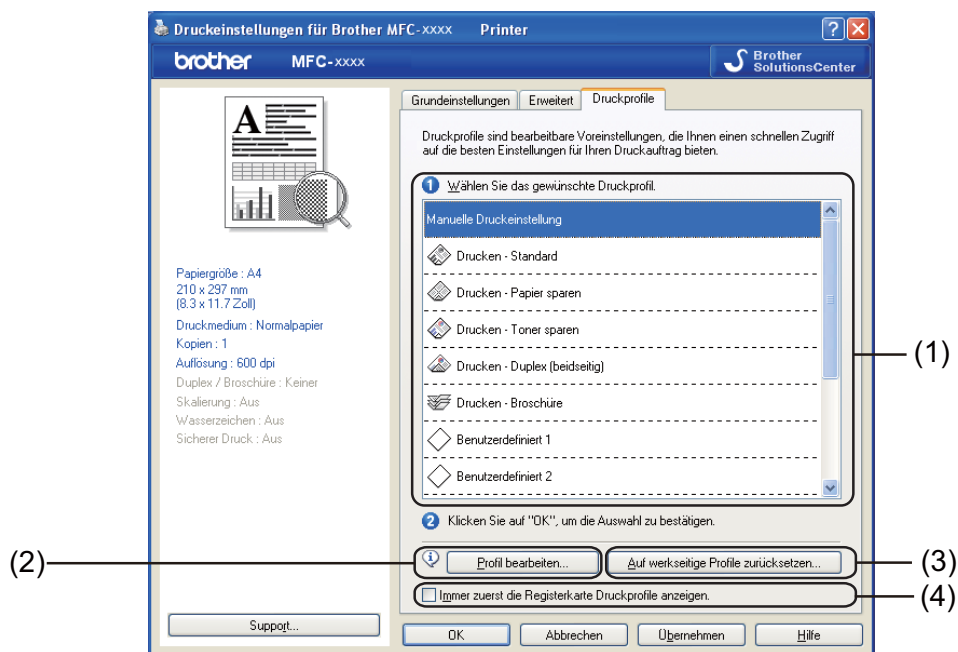 Druckeinstellungen für Brother MFC-xxxx Printer
brother MFC-xxxx
Brother
SolutionsCenter
A
Papiergröße : A4
210 x 297 mm
(8.3 x 11.7 Zoll)
Druckmedium : Normalpapier
Kopien : 1
Auflösung : 600 dpi
Duplex / Broschüre : Keiner
Skalierung : Aus
Wasserzeichen : Aus
Sicherer Druck : Aus
Support...
Grundeinstellungen Erweitert Druckprofile
Druckprofile sind bearbeitbare Voreinstellungen, die Ihnen einen schnellen Zugriff
auf die besten Einstellungen für Ihren Druckauftrag bieten.
1 Wählen Sie das gewünschte Druckprofil.
Manuelle Druckeinstellung
Drucken - Standard
Drucken - Papier sparen
Drucken - Toner sparen
Drucken - Duplex (beidseitig)
Drucken - Broschüre
Benutzerdefiniert 1
Benutzerdefiniert 2
(1)
2 Klicken Sie auf "OK", um die Auswahl zu bestätigen.
(2)
Profil bearbeiten... Auf werkseitige Profile zurücksetzen...
(3)
Immer zuerst die Registerkarte Druckprofile anzeigen.
(4)
OK Abbrechen Übernehmen Hilfe